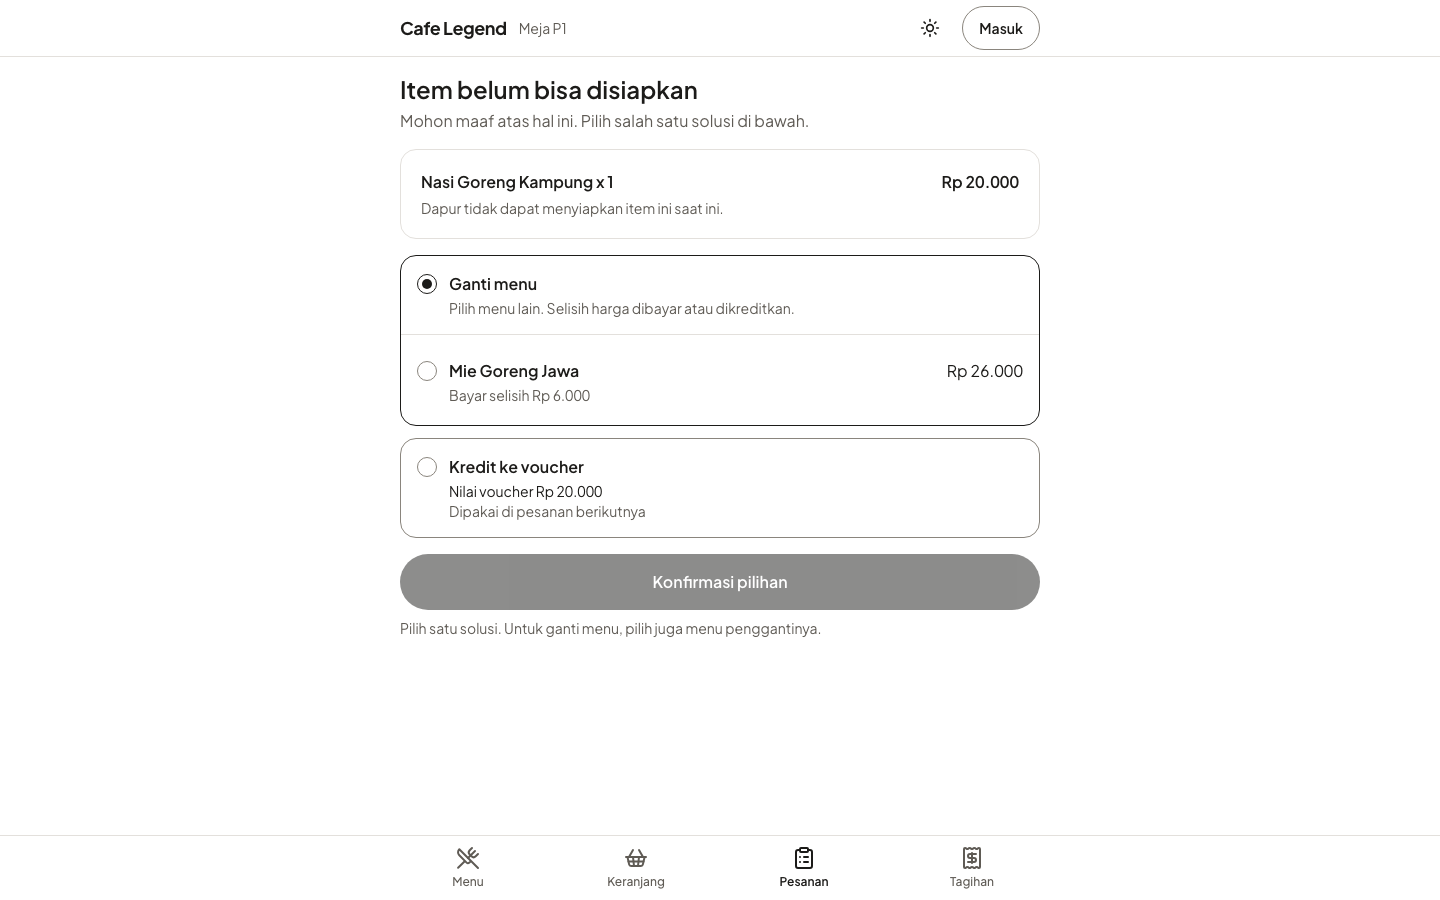 Cafe Legend Meja P1 Masuk
Item belum bisa disiapkan
Mohon maaf atas hal ini. Pilih salah satu solusi di bawah.
Nasi Goreng Kampung x 1 Rp 20.000
Dapur tidak dapat menyiapkan item ini saat ini.
Ganti menu
Pilih menu lain. Selisih harga dibayar atau dikreditkan.
Mie Goreng Jawa Rp 26.000
Bayar selisih Rp 6.000
Kredit ke voucher
Nilai voucher Rp 20.000
Dipakai di pesanan berikutnya
Konfirmasi pilihan
Pilih satu solusi. Untuk ganti menu, pilih juga menu penggantinya.
Menu Keranjang Pesanan Tagihan